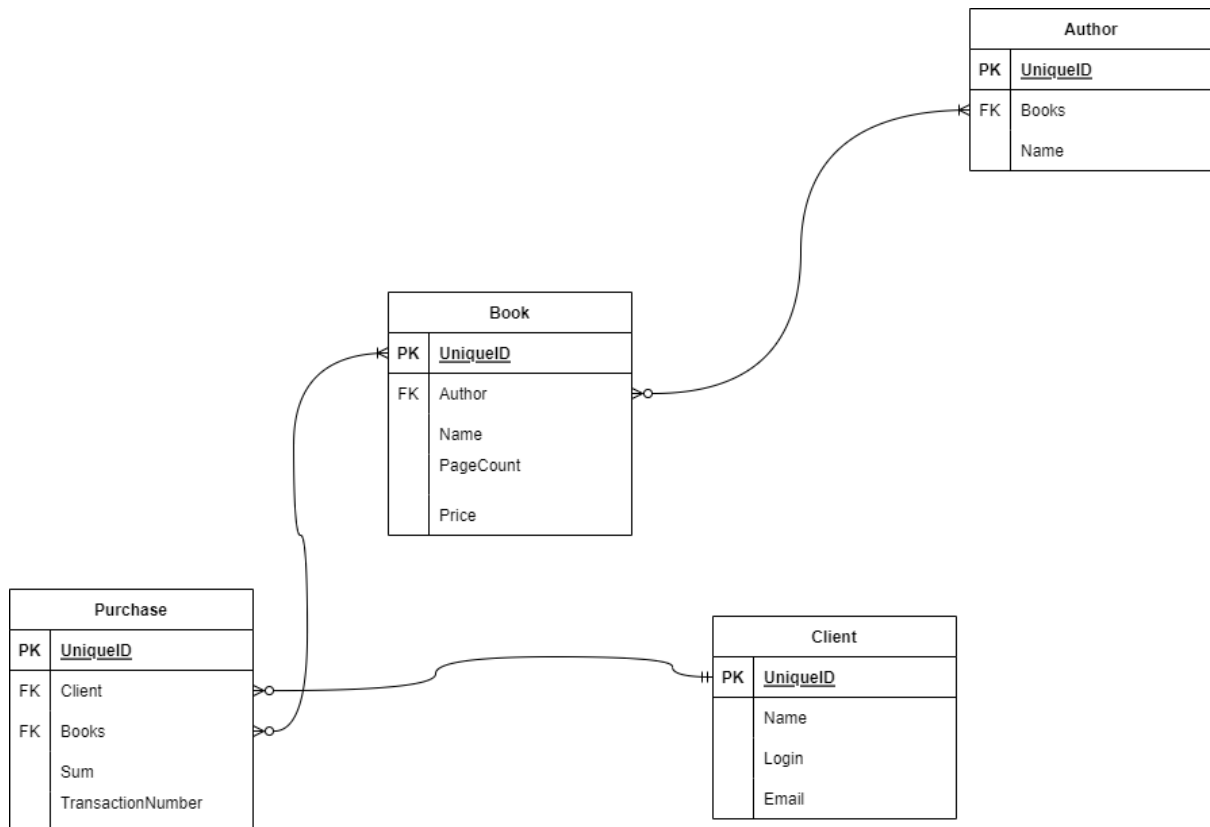 Author
PK UniqueID
FK Books
Name
Book
PK UniqueID
FK Author
Name
PageCount
Price
Purchase
PK UniqueID
FK Client
FK Books
Sum
TransactionNumber
Client
PK UniqueID
Name
Login
Email